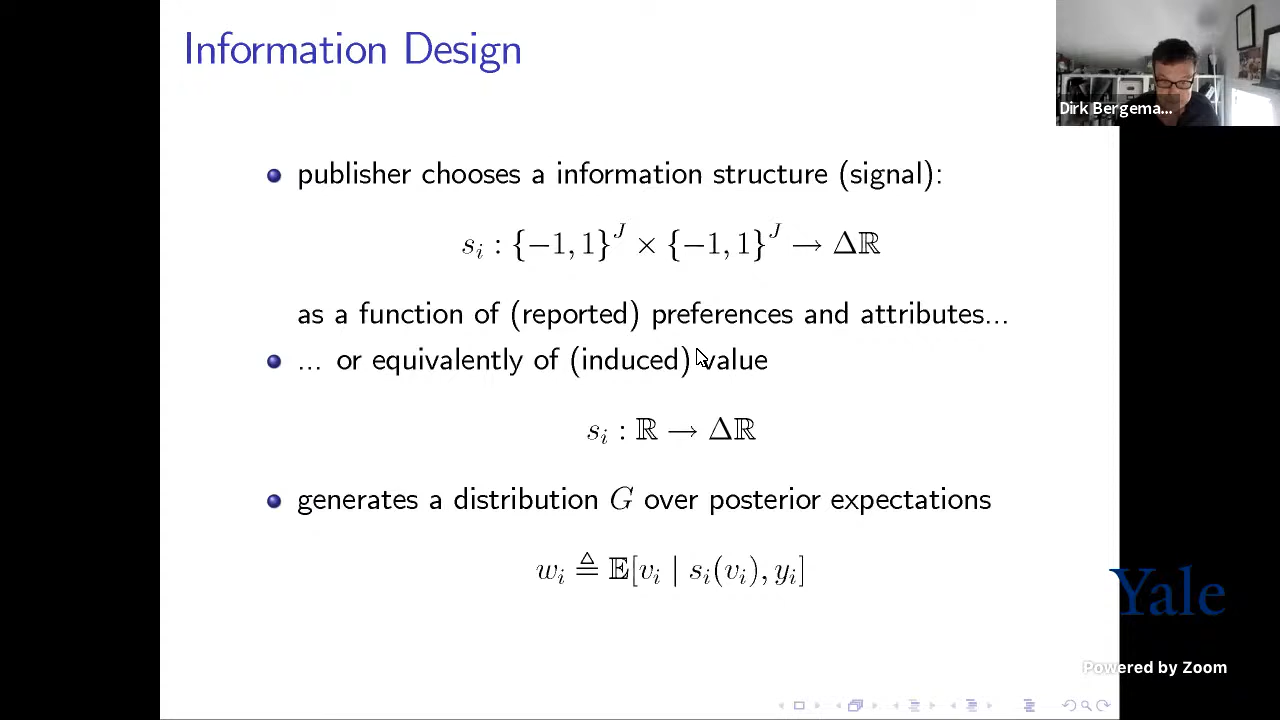 Information Design
Dirk Bergema...
publisher chooses a information structure (signal):
s_i : {−1, 1}^J × {−1, 1}^J → Δℝ
as a function of (reported) preferences and attributes...
... or equivalently of (induced) value
s_i : ℝ → Δℝ
generates a distribution G over posterior expectations
w_i ≜ 𝔼[v_i | s_i(v_i), y_i]
Yale
Powered by Zoom